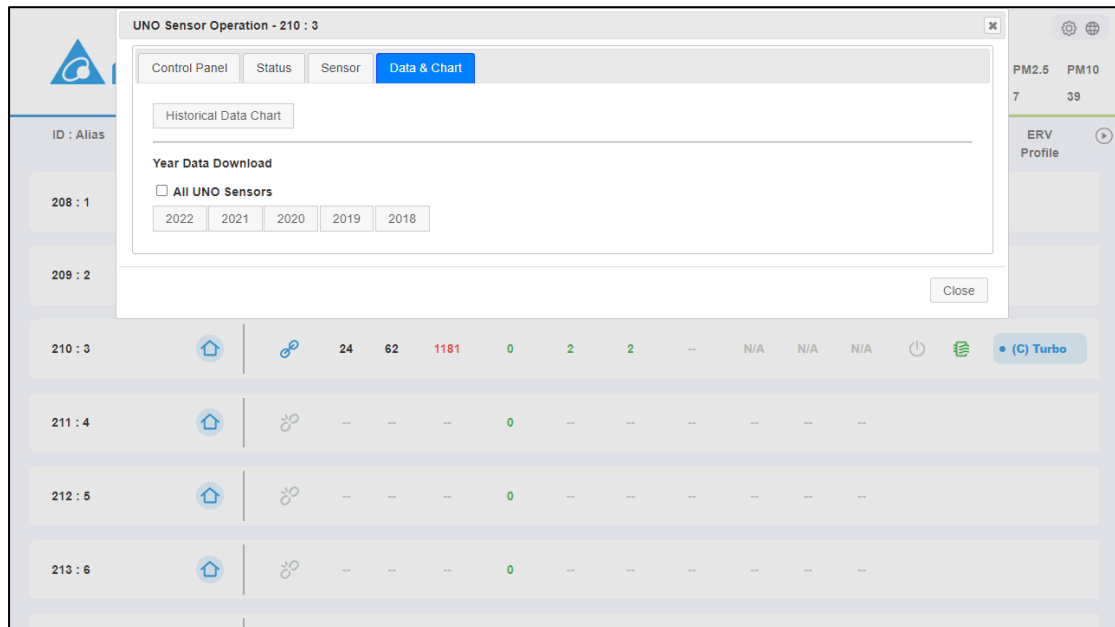 UNO Sensor Operation - 210 : 3
Control Panel Status Sensor Data & Chart
PM2.5 PM10
7 39
Historical Data Chart
ID : Alias
ERV
Profile
Year Data Download
All UNO Sensors
208 : 1
2022 2021 2020 2019 2018
209 : 2
Close
210 : 3 24 62 1181 0 2 2 -- N/A N/A N/A (C) Turbo
211 : 4 -- -- -- 0 -- -- -- -- -- --
212 : 5 -- -- -- 0 -- -- -- -- -- --
213 : 6 -- -- -- 0 -- -- -- -- -- --